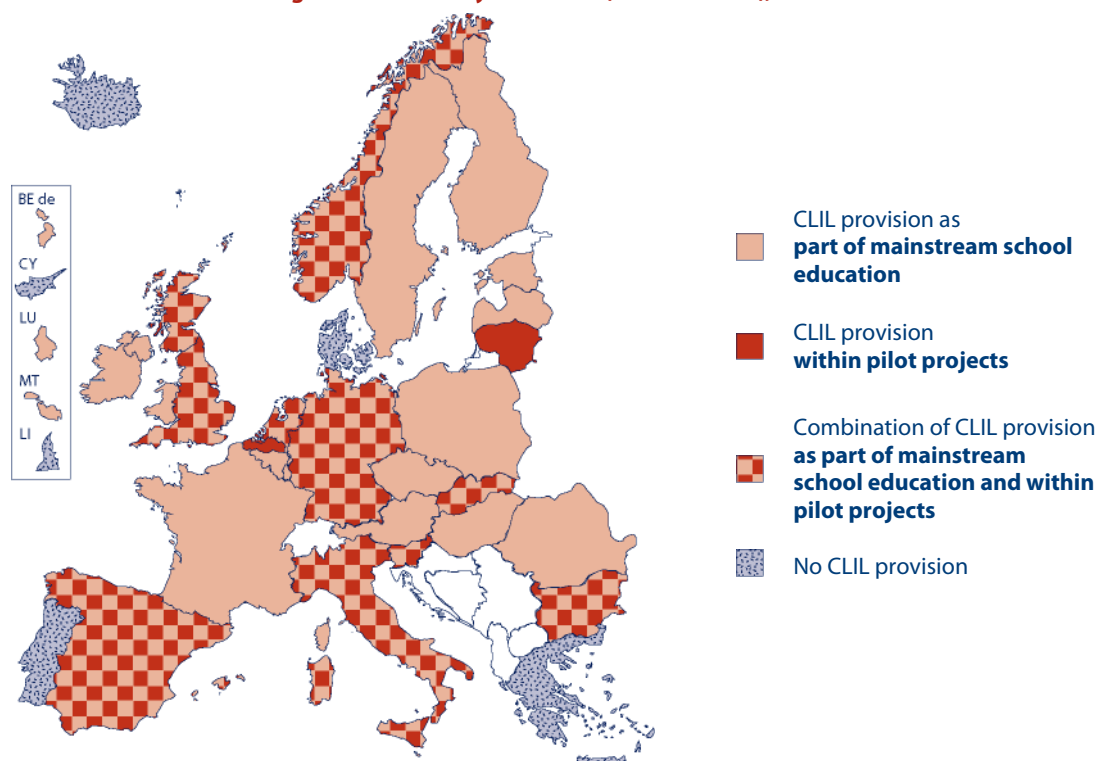 BE de
CY
LU
MT
LI
CLIL provision as
part of mainstream school
education
CLIL provision
within pilot projects
Combination of CLIL provision
as part of mainstream
school education and within
pilot projects
No CLIL provision